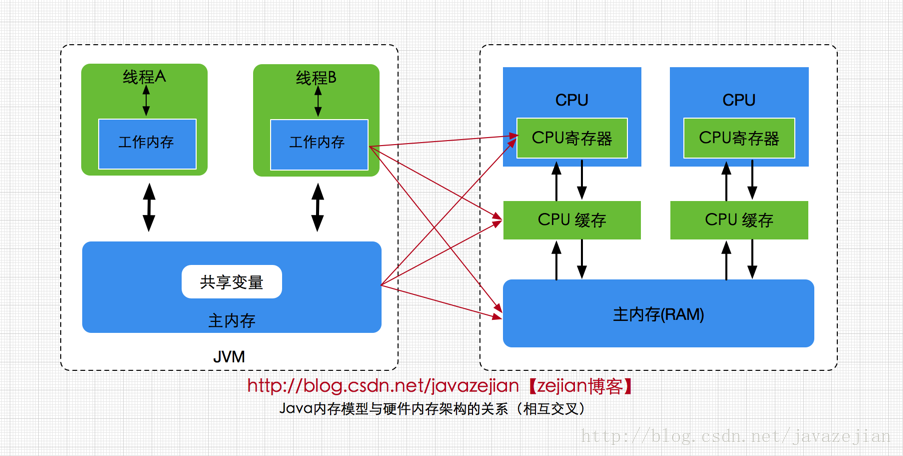 线程A
工作内存
线程B
工作内存
共享变量
主内存
JVM
CPU
CPU寄存器
CPU 缓存
CPU
CPU寄存器
CPU 缓存
主内存(RAM)
http://blog.csdn.net/javazejian【zejian博客】
Java内存模型与硬件内存架构的关系（相互交叉）
http://blog.csdn.net/javazejian